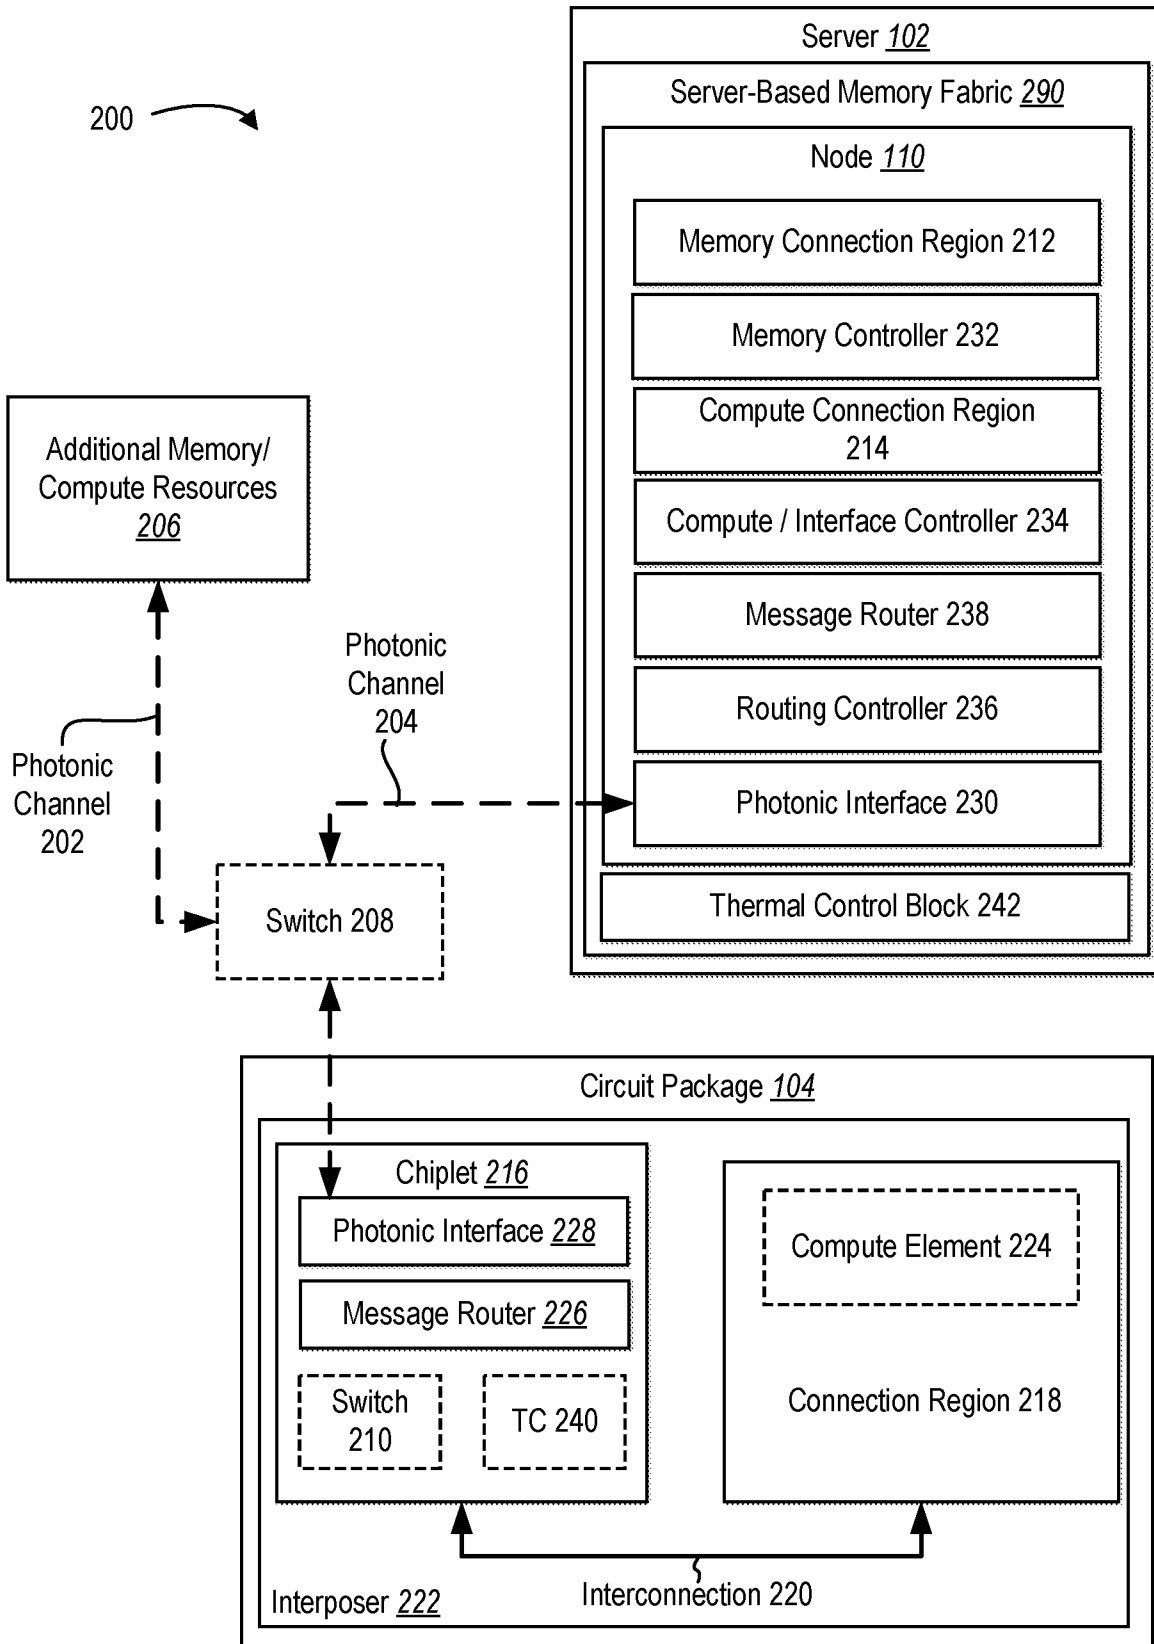 Server 102
Server-Based Memory Fabric 290
200
Node 110
Memory Connection Region 212
Memory Controller 232
Compute Connection Region
214
Additional Memory/
Compute Resources
206
Compute / Interface Controller 234
Message Router 238
Photonic
Channel
204
Routing Controller 236
Photonic
Channel
202
Photonic Interface 230
Thermal Control Block 242
Switch 208
Circuit Package 104
Chiplet 216
Photonic Interface 228
Compute Element 224
Message Router 226
Switch
210
TC 240
Connection Region 218
Interconnection 220
Interposer 222